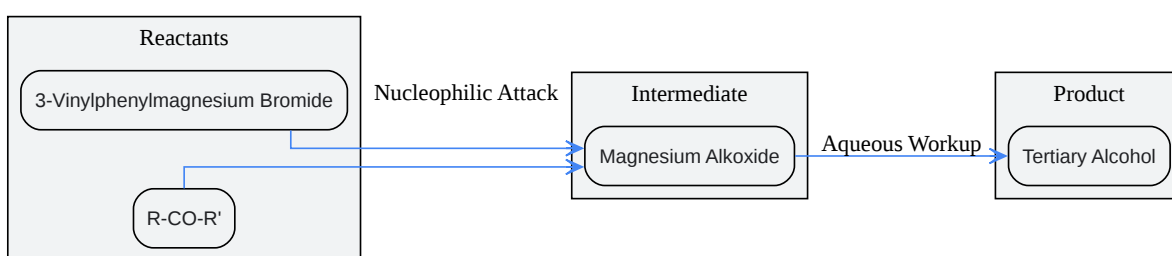 Reactants
3-Vinylphenylmagnesium Bromide
R-CO-R'
Nucleophilic Attack
Intermediate
Magnesium Alkoxide
Aqueous Workup
Product
Tertiary Alcohol